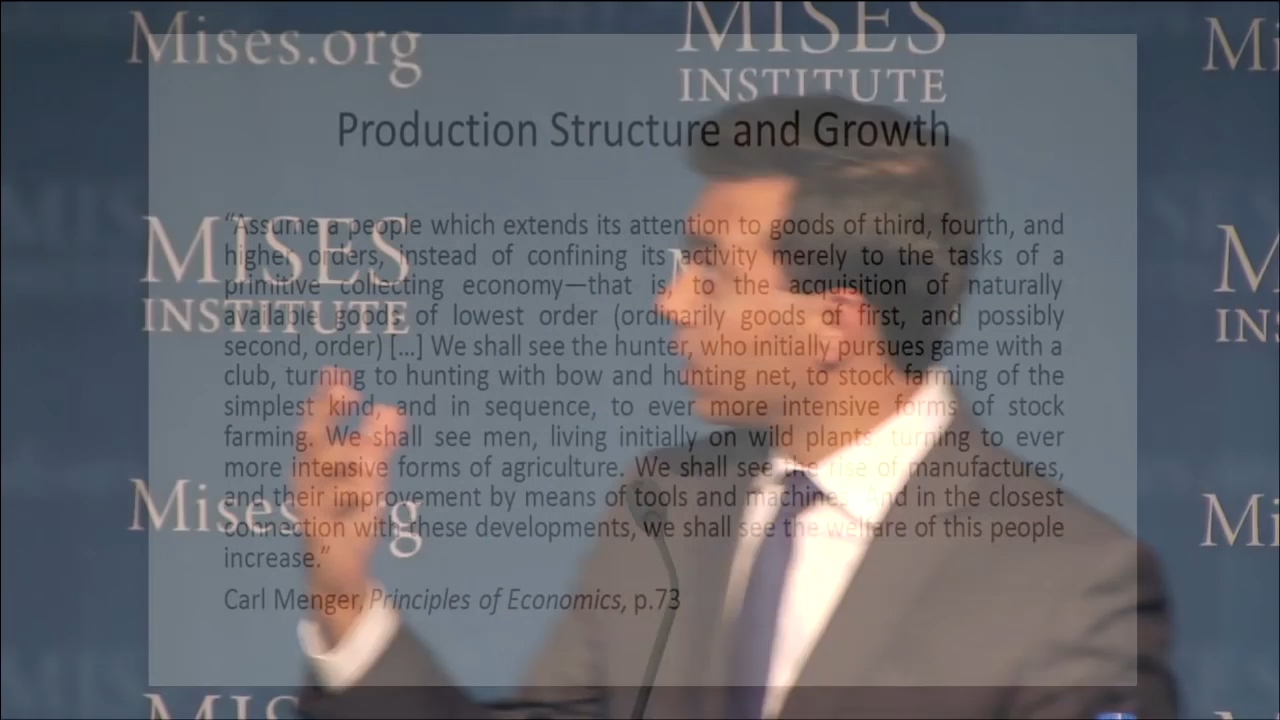 Mises.org
MISES
INSTITUTE
Mi
Production Structure and Growth
“Assume a people which extends its attention to goods of third, fourth, and
higher orders, instead of confining its activity merely to the tasks of a
primitive collecting economy—that is, to the acquisition of naturally
available goods of lowest order (ordinarily goods of first, and possibly
second, order) [...] We shall see the hunter, who initially pursues game with a
club, turning to hunting with bow and hunting net, to stock farming of the
simplest kind, and in sequence, to ever more intensive forms of stock
farming. We shall see men, living initially on wild plants, turning to ever
more intensive forms of agriculture. We shall see the rise of manufactures,
and their improvement by means of tools and machines. And in the closest
connection with these developments, we shall see the welfare of this people
increase.”
Carl Menger, Principles of Economics, p.73
MISES
INSTITUTE
M
IN
Mises.org
Mi
MIS